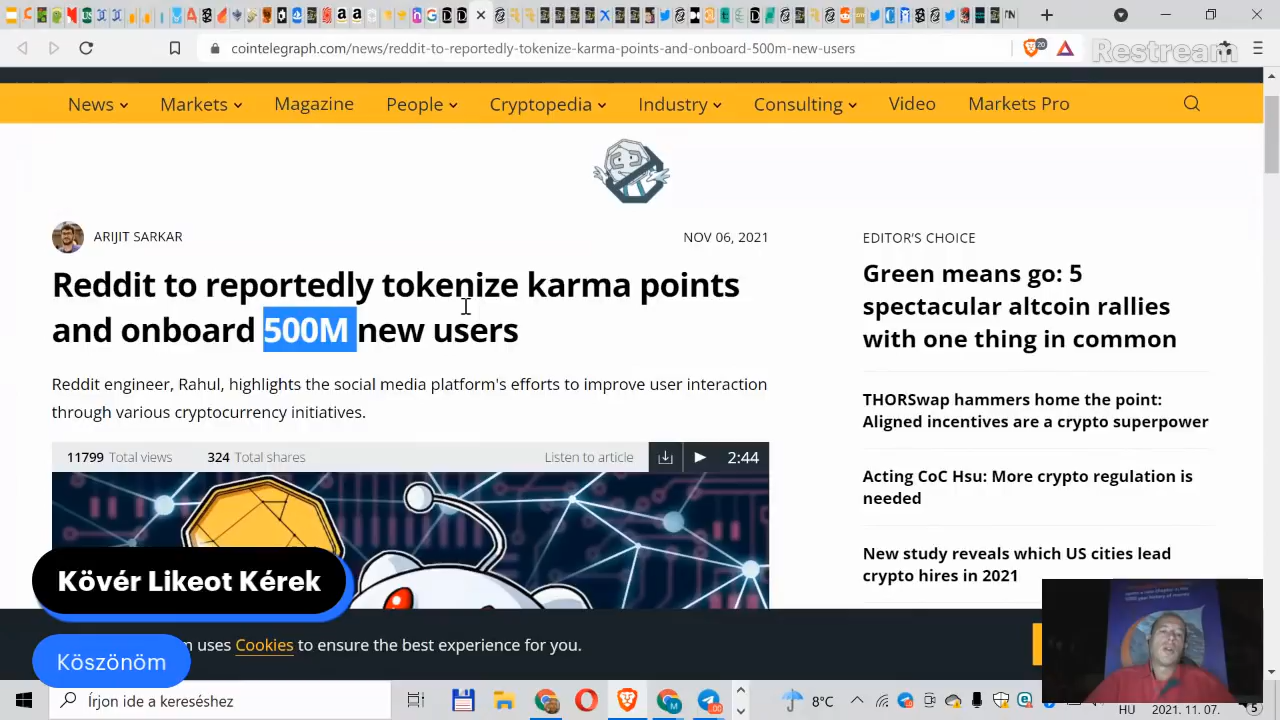 cointelegraph.com/news/reddit-to-reportedly-tokenize-karma-points-and-onboard-500m-new-users
20
Restream
News
Markets
Magazine
People
Cryptopedia
Industry
Consulting
Video
Markets Pro
ARIJIT SARKAR
NOV 06, 2021
Reddit to reportedly tokenize karma points
and onboard 500M new users
Reddit engineer, Rahul, highlights the social media platform's efforts to improve user interaction
through various cryptocurrency initiatives.
11799 Total views
324 Total shares
Listen to article
2:44
EDITOR'S CHOICE
Green means go: 5
spectacular altcoin rallies
with one thing in common
THORSwap hammers home the point:
Aligned incentives are a crypto superpower
Acting CoC Hsu: More crypto regulation is
needed
New study reveals which US cities lead
crypto hires in 2021
Kövér Likeot Kérek
Köszönöm
uses Cookies to ensure the best experience for you.
Írjon ide a kereséshez
8°C
HU
2021. 11. 07.